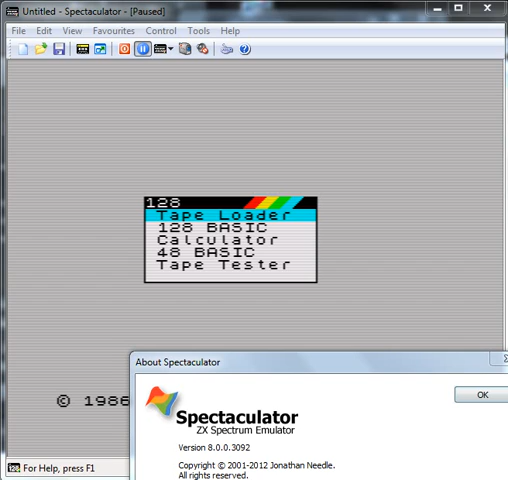 Untitled - Spectaculator - [Paused]
File Edit View Favourites Control Tools Help
128
Tape Loader
128 BASIC
Calculator
48 BASIC
Tape Tester
© 1986
About Spectaculator
OK
Spectaculator
ZX Spectrum Emulator
Version 8.0.0.3092
Copyright © 2001-2012 Jonathan Needle.
All rights reserved.
For Help, press F1